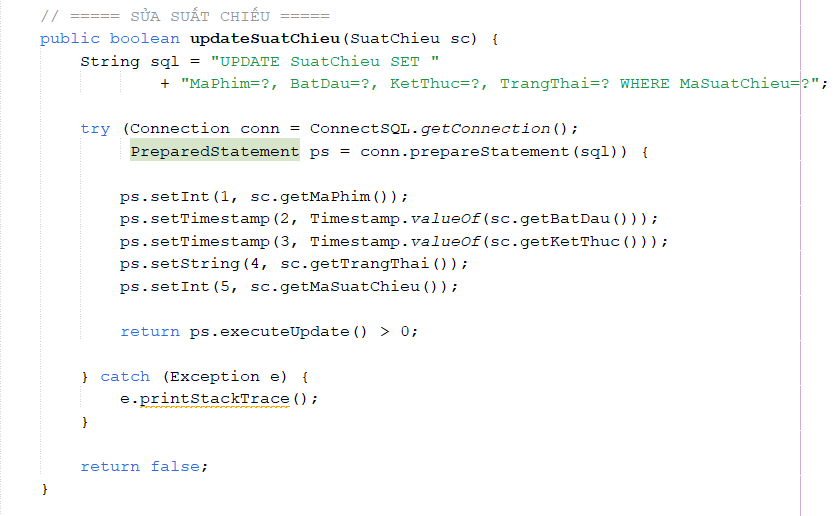 // ===== SỬA SUẤT CHIẾU =====
public boolean updateSuatChieu(SuatChieu sc) {
    String sql = "UPDATE SuatChieu SET "
            + "MaPhim=?, BatDau=?, KetThuc=?, TrangThai=? WHERE MaSuatChieu=?";

    try (Connection conn = ConnectSQL.getConnection();
         PreparedStatement ps = conn.prepareStatement(sql)) {

        ps.setInt(1, sc.getMaPhim());
        ps.setTimestamp(2, Timestamp.valueOf(sc.getBatDau()));
        ps.setTimestamp(3, Timestamp.valueOf(sc.getKetThuc()));
        ps.setString(4, sc.getTrangThai());
        ps.setInt(5, sc.getMaSuatChieu());

        return ps.executeUpdate() > 0;

    } catch (Exception e) {
        e.printStackTrace();
    }

    return false;
}